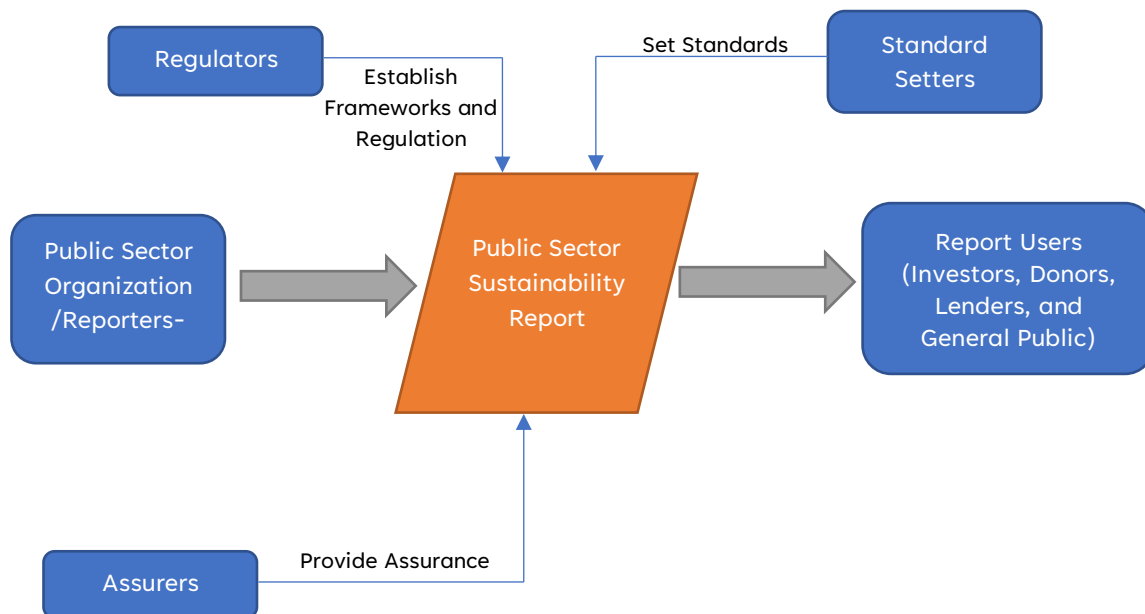 Regulators
Establish
Frameworks and
Regulation
Set Standards
Standard
Setters
Public Sector
Organization
/Reporters-
Public Sector
Sustainability
Report
Report Users
(Investors, Donors,
Lenders, and
General Public)
Assurers
Provide Assurance